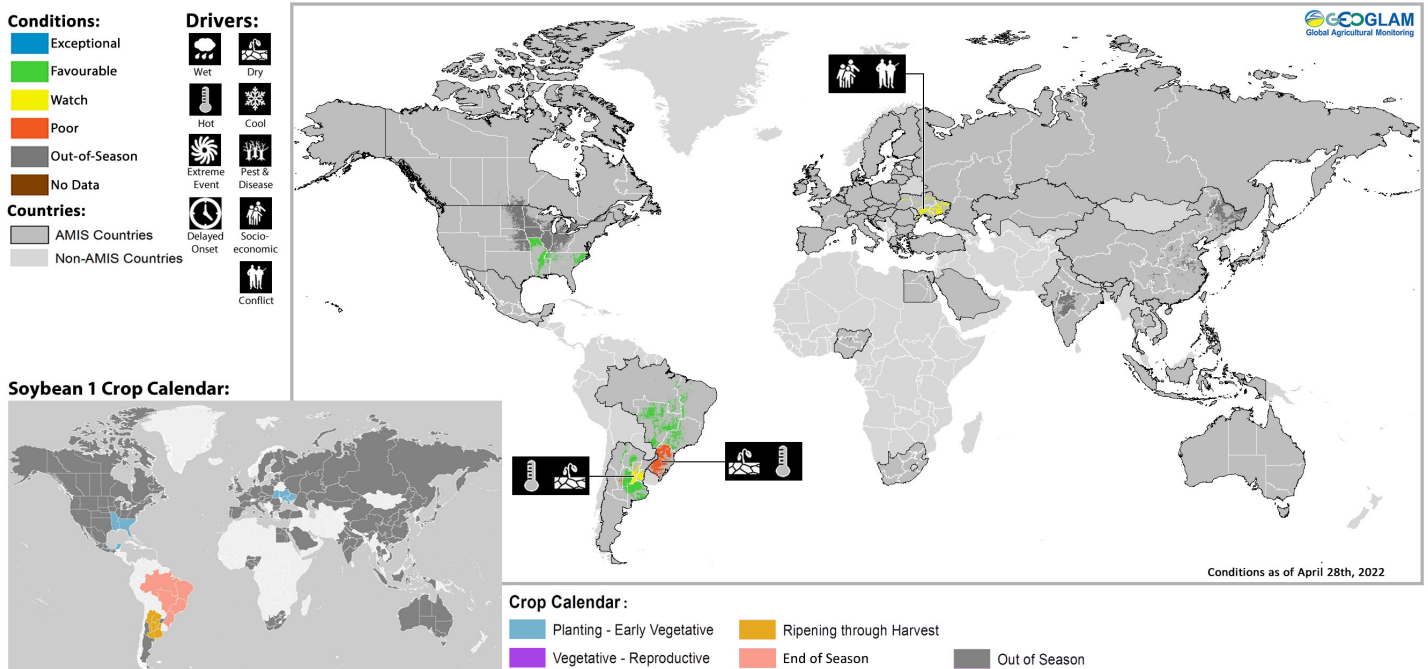 Conditions:
Exceptional
Favourable
Watch
Poor
Out-of-Season
No Data
Countries:
AMIS Countries
Non-AMIS Countries
Drivers:
Wet
Dry
Hot
Cool
Extreme
Event
Pest &
Disease
Delayed
Onset
Socio-
economic
Conflict
GEOGLAM
Global Agricultural Monitoring
Conditions as of April 28th, 2022
Soybean 1 Crop Calendar:
Crop Calendar :
Planting - Early Vegetative
Ripening through Harvest
Vegetative - Reproductive
End of Season
Out of Season